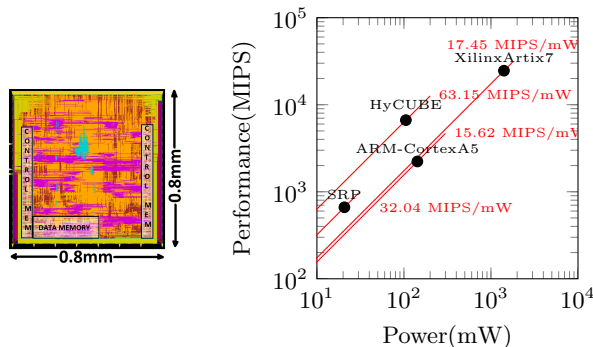 CONTROL MEM
CONTROL MEM
DATA MEMORY
0.8mm
0.8mm
Performance(MIPS)
10^5
10^4
10^3
10^2
17.45 MIPS/mW
XilinxArtix7
63.15 MIPS/mW
HyCUBE
15.62 MIPS/mW
ARM-CortexA5
SRP
32.04 MIPS/mW
10^1
10^2
10^3
10^4
Power(mW)